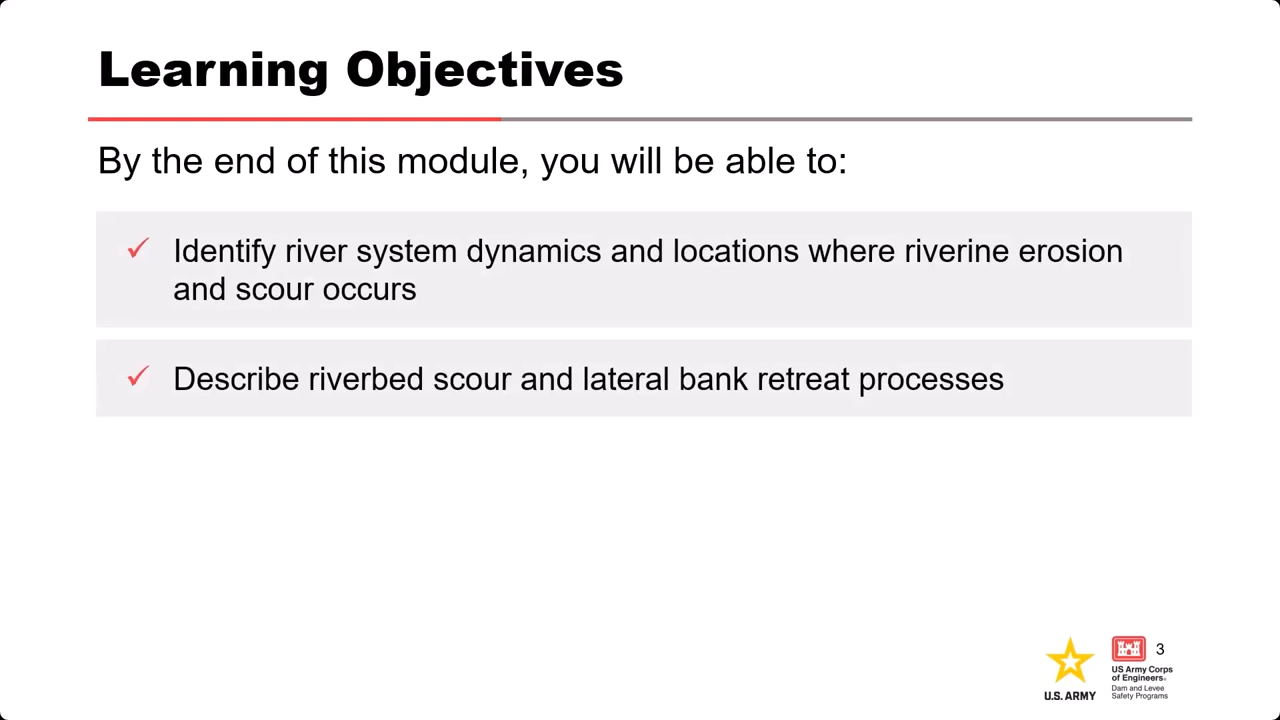 Learning Objectives
By the end of this module, you will be able to:
✓ Identify river system dynamics and locations where riverine erosion
and scour occurs
✓ Describe riverbed scour and lateral bank retreat processes
3
U.S. ARMY
US Army Corps
of Engineers®
Dam and Levee
Safety Programs